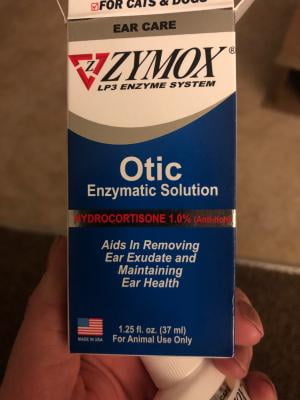 FOR CATS & DOGS
EAR CARE
Z ZYMOX®
LP3 ENZYME SYSTEM
Otic
Enzymatic Solution
HYDROCORTISONE 1.0% (Anti-Itch)
Aids In Removing
Ear Exudate and
Maintaining
Ear Health
MADE IN USA
1.25 fl. oz. (37 ml)
For Animal Use Only